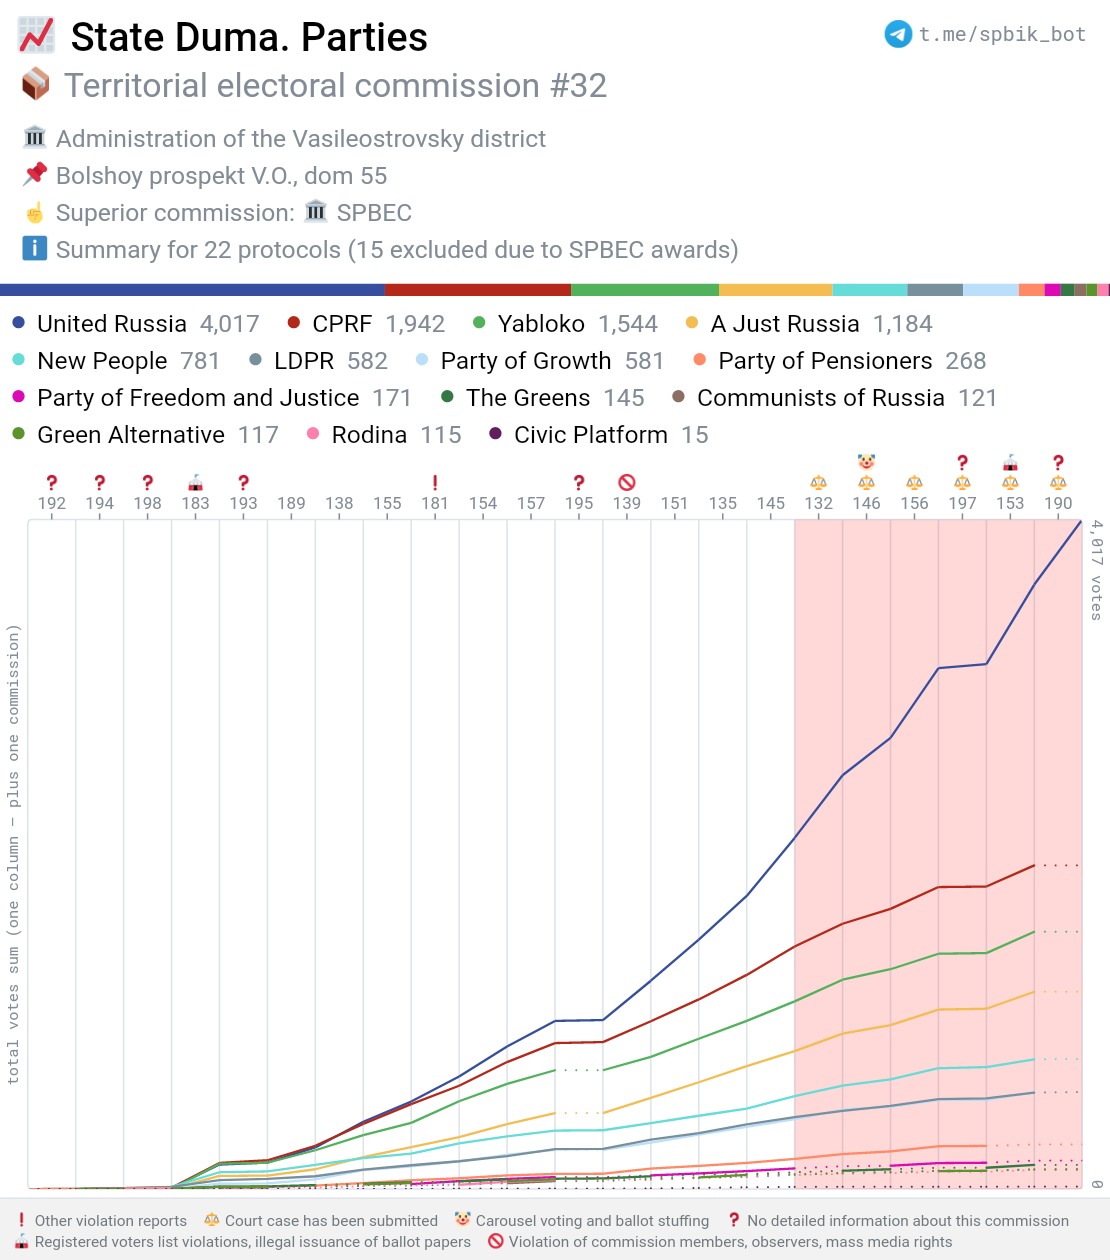 State Duma. Parties
t.me/spbik_bot
Territorial electoral commission #32
Administration of the Vasileostrovsky district
Bolshoy prospekt V.O., dom 55
Superior commission: SPBEC
Summary for 22 protocols (15 excluded due to SPBEC awards)
United Russia 4,017 CPRF 1,942 Yabloko 1,544 A Just Russia 1,184
New People 781 LDPR 582 Party of Growth 581 Party of Pensioners 268
Party of Freedom and Justice 171 The Greens 145 Communists of Russia 121
Green Alternative 117 Rodina 115 Civic Platform 15
192 194 198 183 193 189 138 155 181 154 157 195 139 151 135 145 132 146 156 197 153 190
4,017 votes
total votes sum (one column – plus one commission)
0
Other violation reports Court case has been submitted Carousel voting and ballot stuffing No detailed information about this commission
Registered voters list violations, illegal issuance of ballot papers Violation of commission members, observers, mass media rights